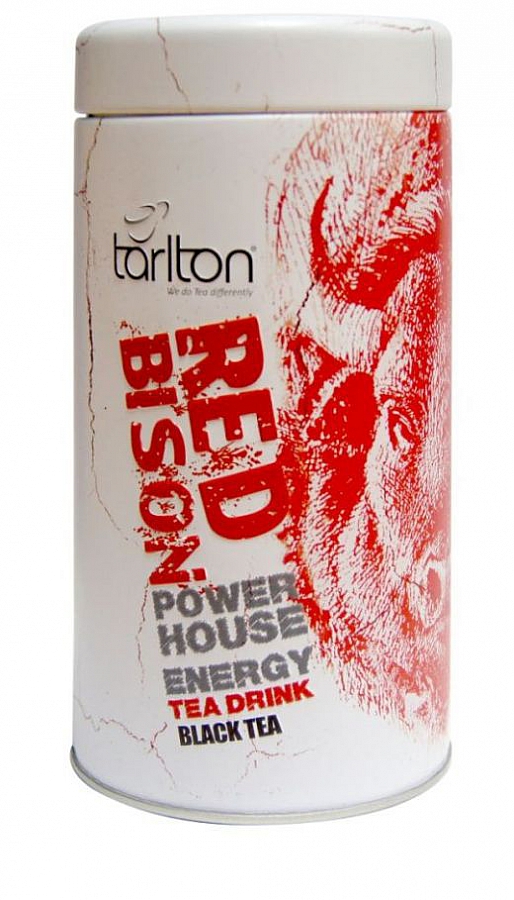 tarlton®
We do Tea differently
RED
BISON
POWER
HOUSE
ENERGY
TEA DRINK
BLACK TEA